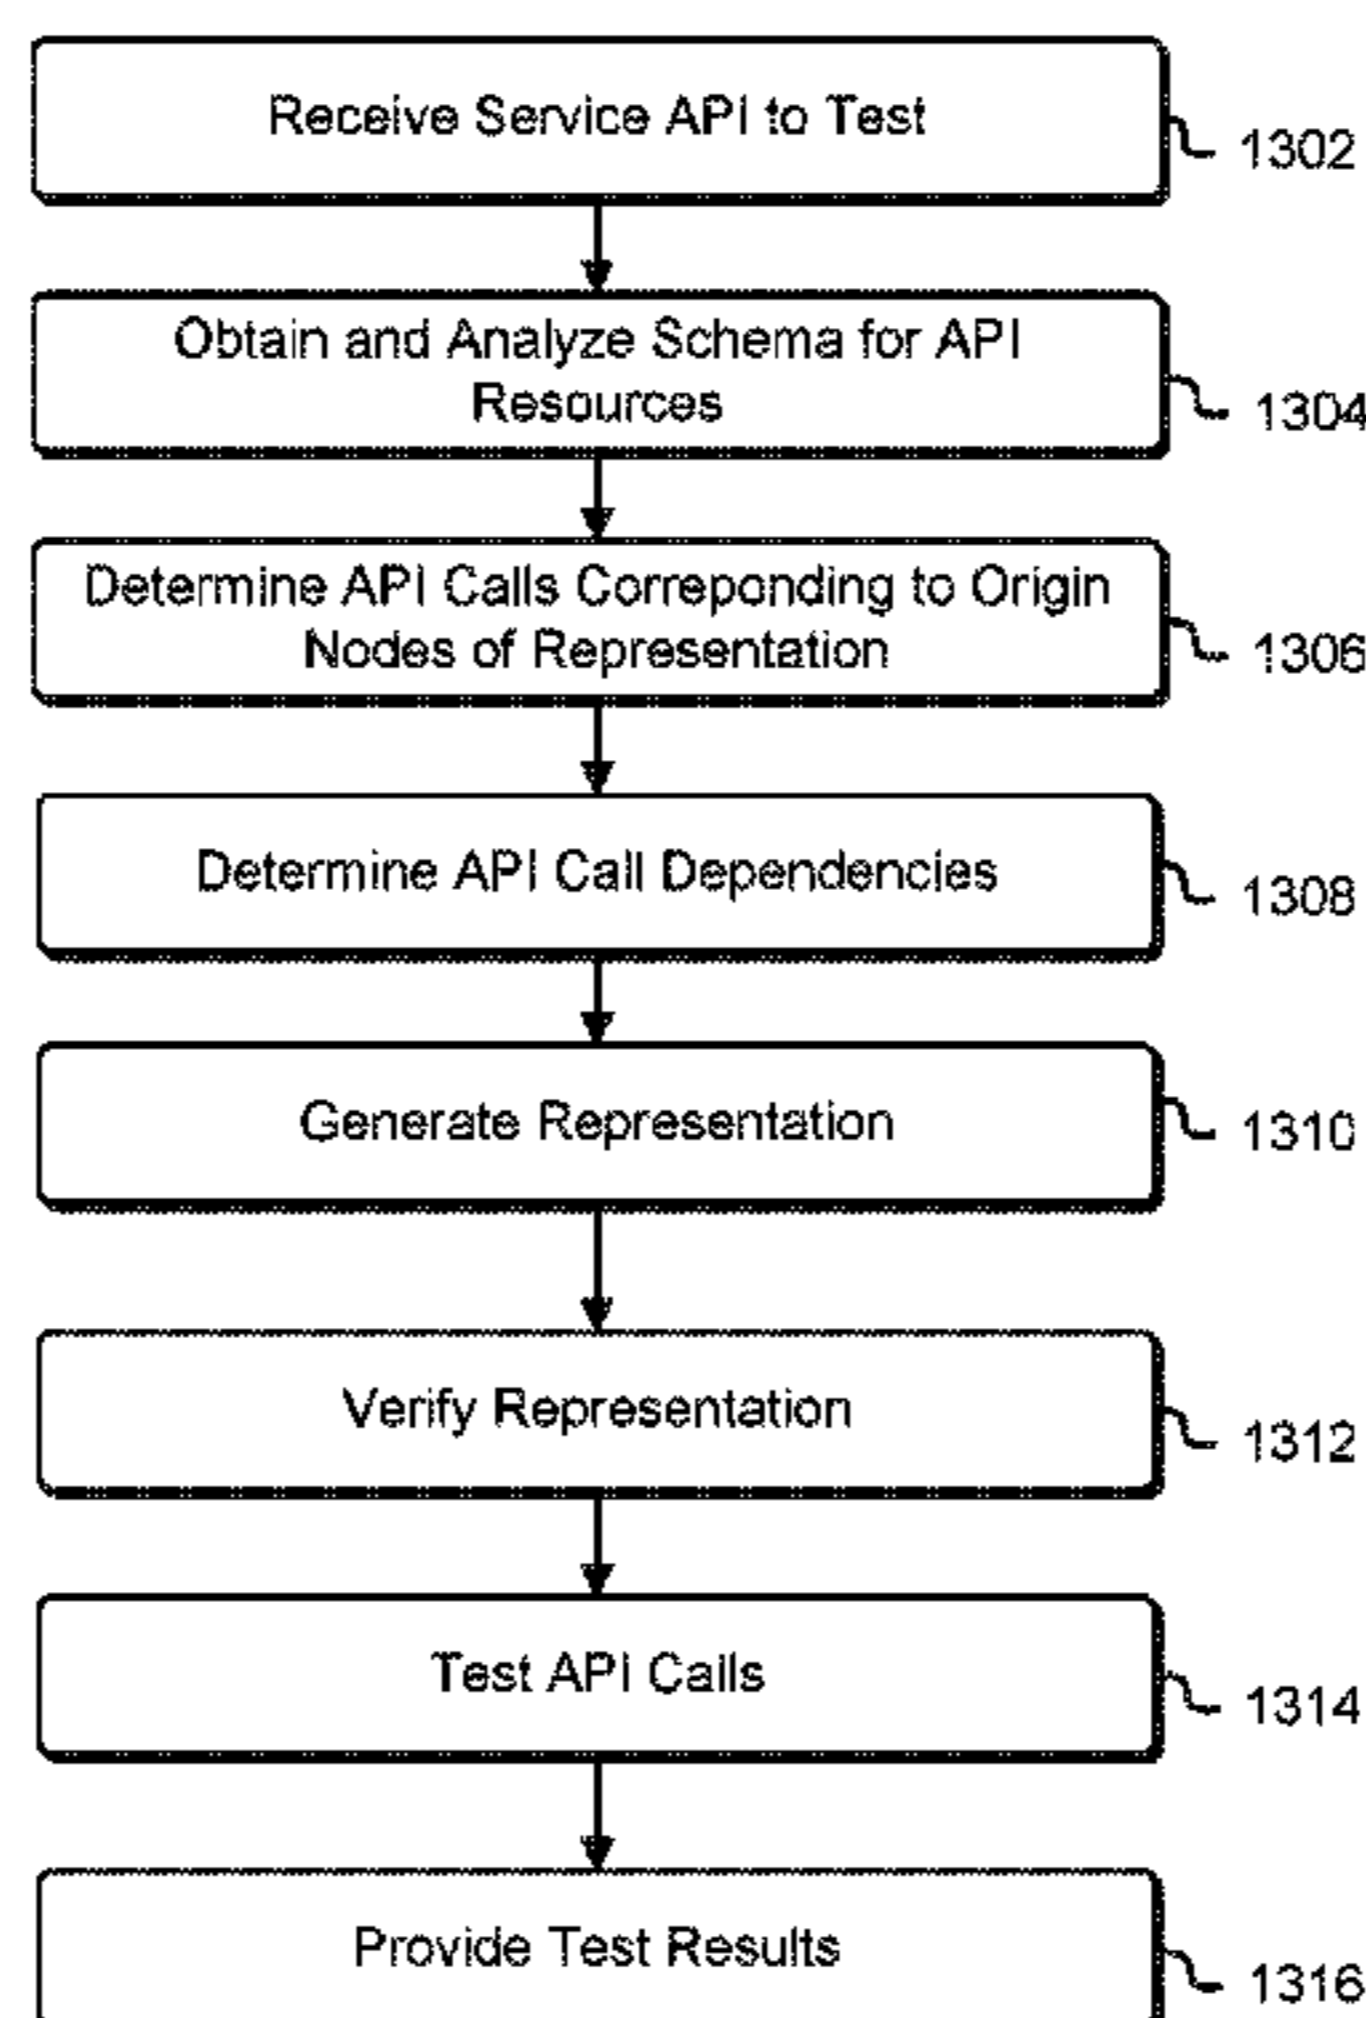 Receive Service API to Test
1302
Obtain and Analyze Schema for API
Resources
1304
Determine API Calls Correponding to Origin
Nodes of Representation
1306
Determine API Call Dependencies
1308
Generate Representation
1310
Verify Representation
1312
Test API Calls
1314
Provide Test Results
1316